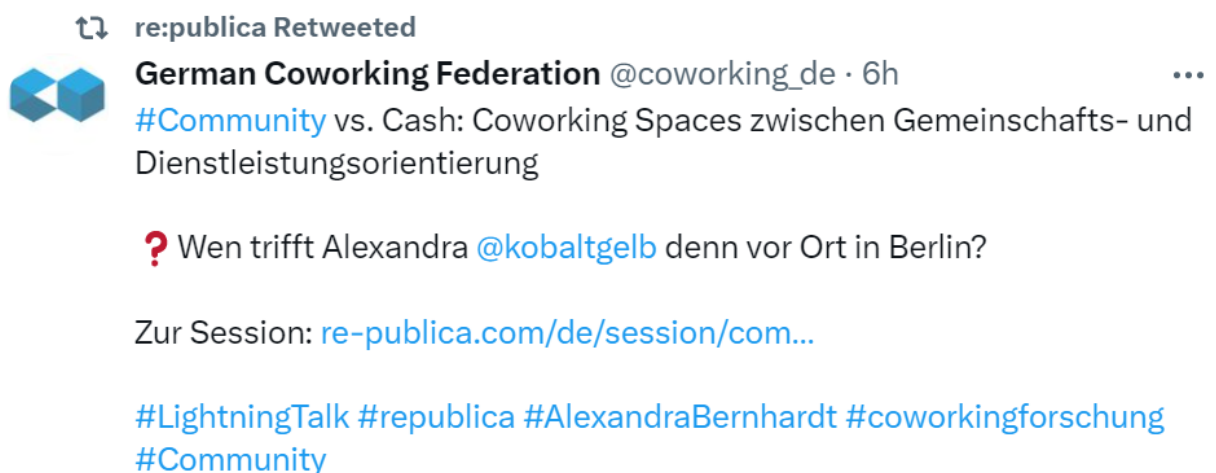 re:publica Retweeted
German Coworking Federation @coworking_de · 6h
#Community vs. Cash: Coworking Spaces zwischen Gemeinschafts- und
Dienstleistungsorientierung
❓ Wen trifft Alexandra @kobaltgelb denn vor Ort in Berlin?
Zur Session: re-publica.com/de/session/com...
#LightningTalk #republica #AlexandraBernhardt #coworkingforschung
#Community